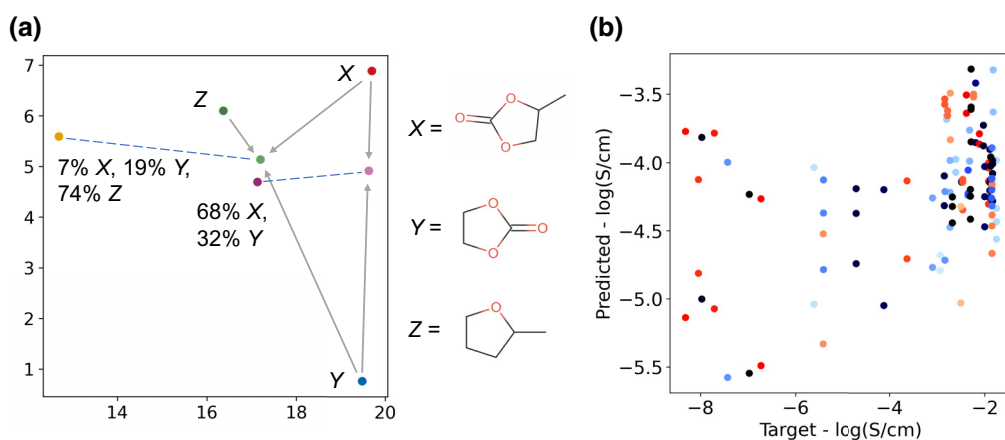 (a)
7
6
5
4
3
2
1
14
16
18
20
X
Z
Y
7% X, 19% Y,
74% Z
68% X,
32% Y
X =
O
O
O
Y =
O
O
O
Z =
O
(b)
Predicted - log(S/cm)
−3.5
−4.0
−4.5
−5.0
−5.5
−8
−6
−4
−2
Target - log(S/cm)